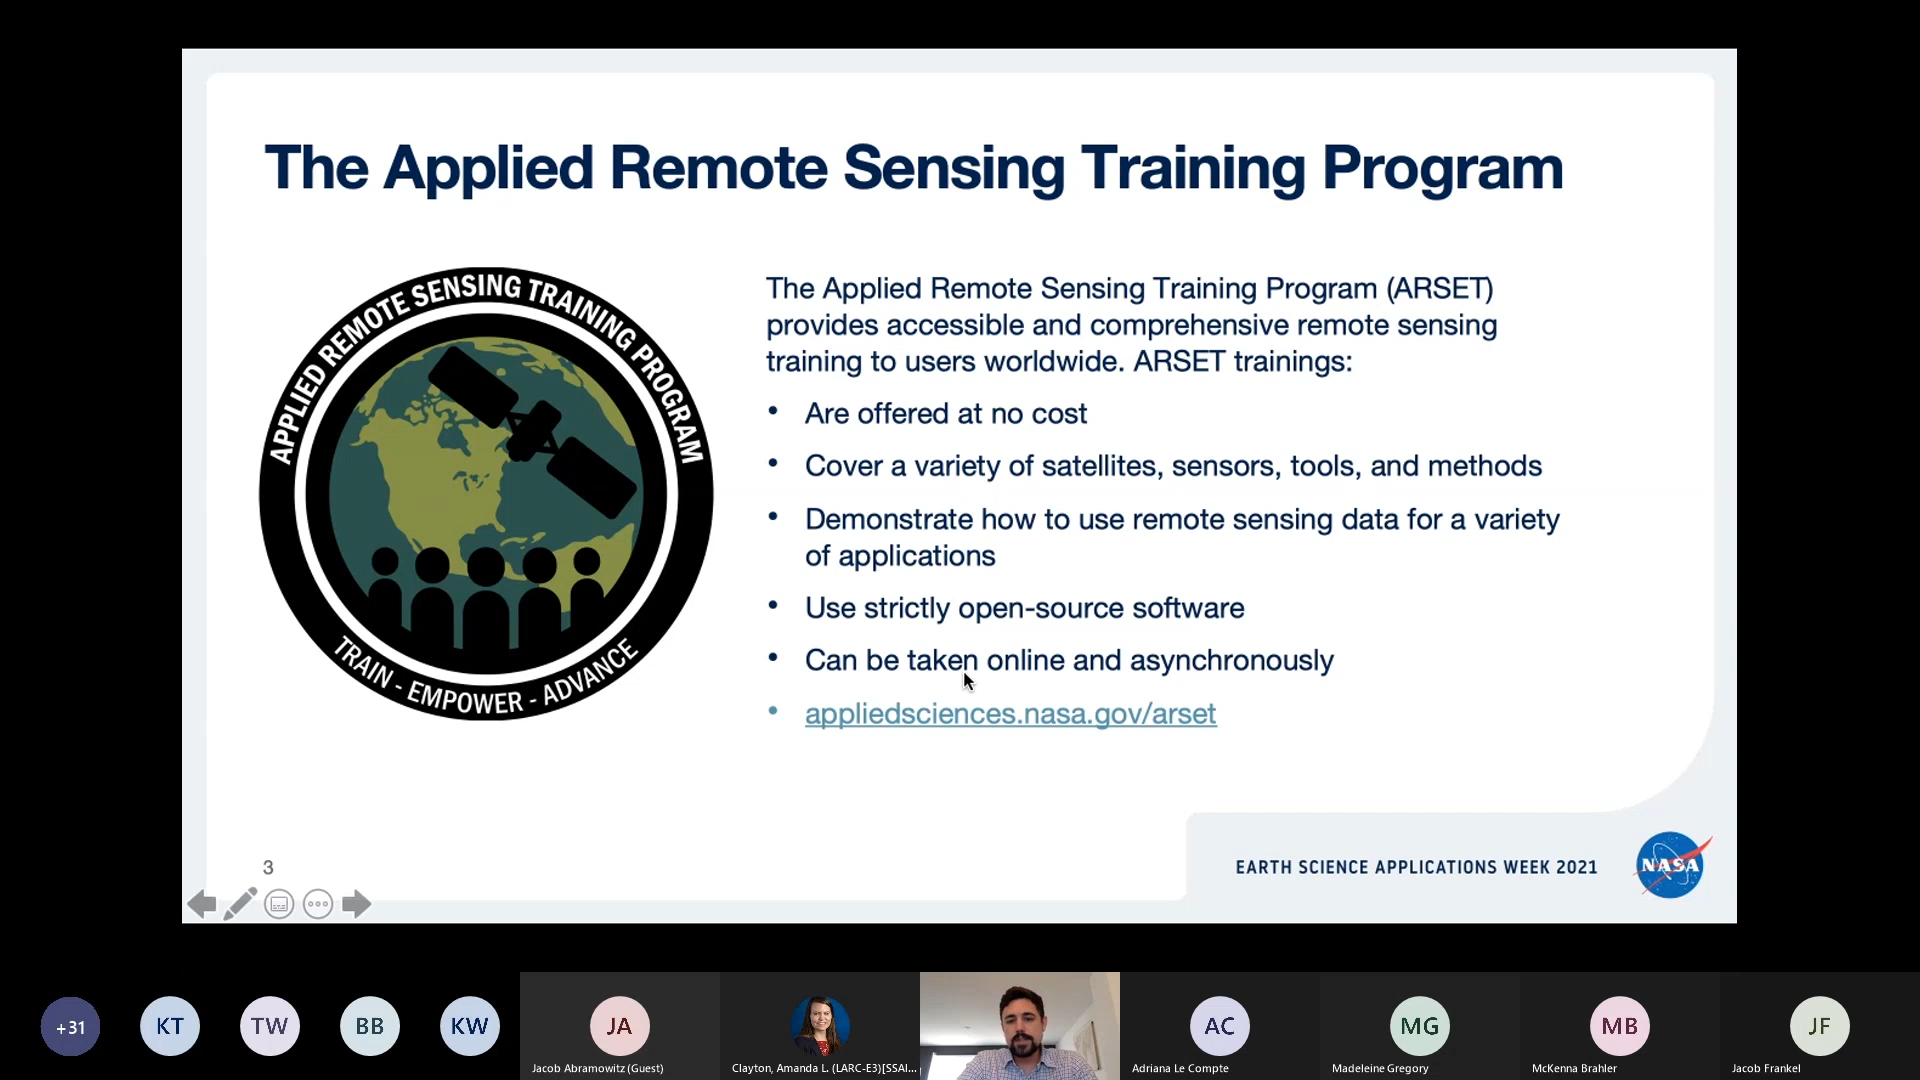 The Applied Remote Sensing Training Program
APPLIED REMOTE SENSING TRAINING PROGRAM
TRAIN - EMPOWER - ADVANCE
The Applied Remote Sensing Training Program (ARSET)
provides accessible and comprehensive remote sensing
training to users worldwide. ARSET trainings:
• Are offered at no cost
• Cover a variety of satellites, sensors, tools, and methods
• Demonstrate how to use remote sensing data for a variety
of applications
• Use strictly open-source software
• Can be taken online and asynchronously
• appliedsciences.nasa.gov/arset
3
EARTH SCIENCE APPLICATIONS WEEK 2021
NASA
+31
KT
TW
BB
KW
JA
Jacob Abramowitz (Guest)
Clayton, Amanda L. (LARC-E3)[SSAI...
AC
Adriana Le Compte
MG
Madeleine Gregory
MB
McKenna Brahler
JF
Jacob Frankel